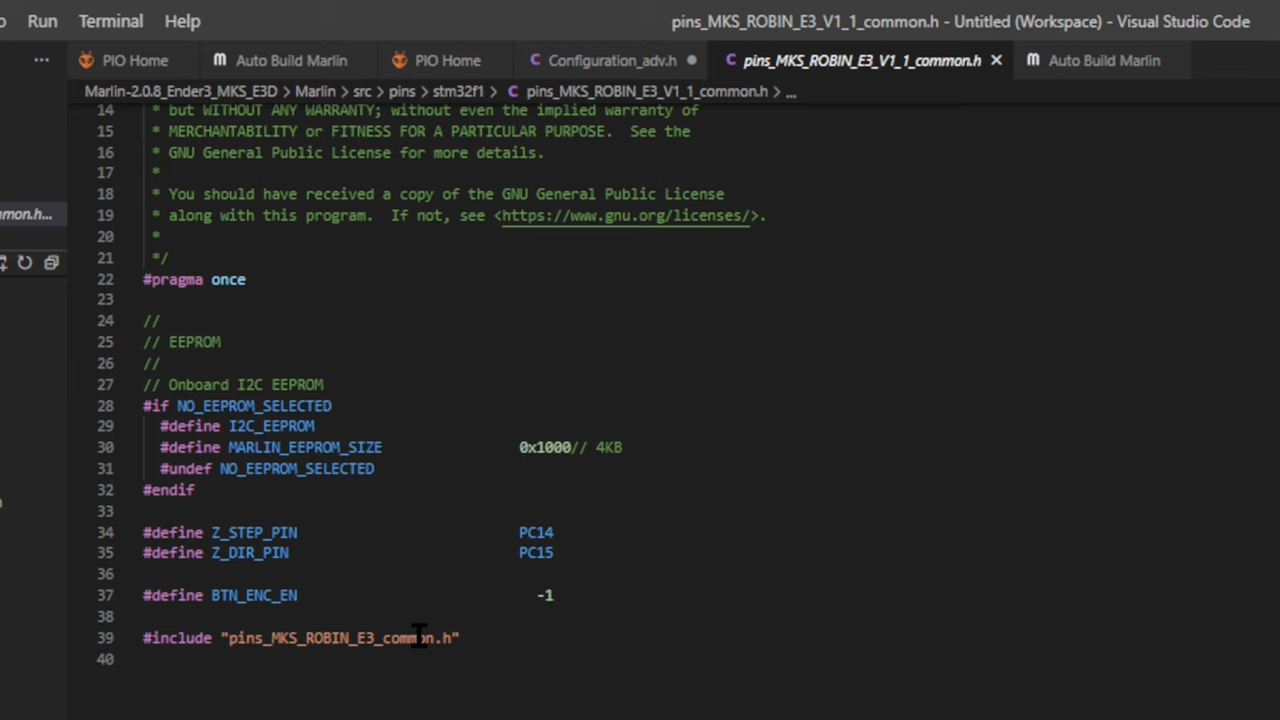 Run Terminal Help pins_MKS_ROBIN_E3_V1_1_common.h - Untitled (Workspace) - Visual Studio Code
... PIO Home Auto Build Marlin PIO Home C Configuration_adv.h C pins_MKS_ROBIN_E3_V1_1_common.h Auto Build Marlin
Marlin-2.0.8_Ender3_MKS_E3D > Marlin > src > pins > stm32f1 > C pins_MKS_ROBIN_E3_V1_1_common.h > ...
14 * but WITHOUT ANY WARRANTY; without even the implied warranty of
15 * MERCHANTABILITY or FITNESS FOR A PARTICULAR PURPOSE. See the
16 * GNU General Public License for more details.
17 *
18 * You should have received a copy of the GNU General Public License
mmon.h...
19 * along with this program. If not, see <https://www.gnu.org/licenses/>.
20 *
21 */
22 #pragma once
23
24 //
25 // EEPROM
26 //
27 // Onboard I2C EEPROM
28 #if NO_EEPROM_SELECTED
29 #define I2C_EEPROM
30 #define MARLIN_EEPROM_SIZE 0x1000// 4KB
31 #undef NO_EEPROM_SELECTED
32 #endif
33
34 #define Z_STEP_PIN PC14
35 #define Z_DIR_PIN PC15
36
37 #define BTN_ENC_EN -1
38
39 #include "pins_MKS_ROBIN_E3_common.h"
40